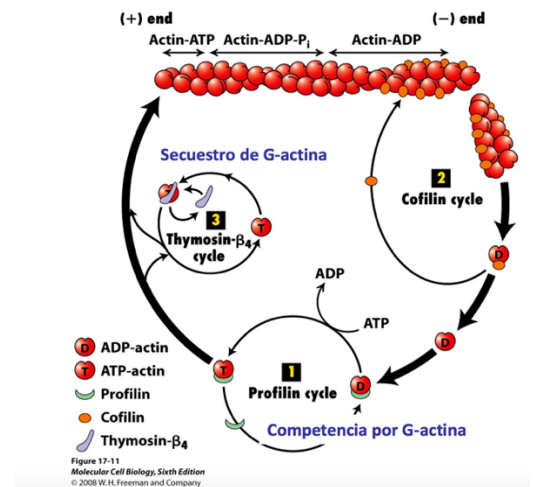 (+) end
(−) end
Actin-ATP
Actin-ADP-Pi
Actin-ADP
Secuestro de G-actina
2
Cofilin cycle
3
T
Thymosin-β4
cycle
D
ADP
ATP
D
T
1
D
Profilin cycle
Competencia por G-actina
D ADP-actin
T ATP-actin
Profilin
Cofilin
Thymosin-β4
Figure 17-11
Molecular Cell Biology, Sixth Edition
© 2008 W. H. Freeman and Company